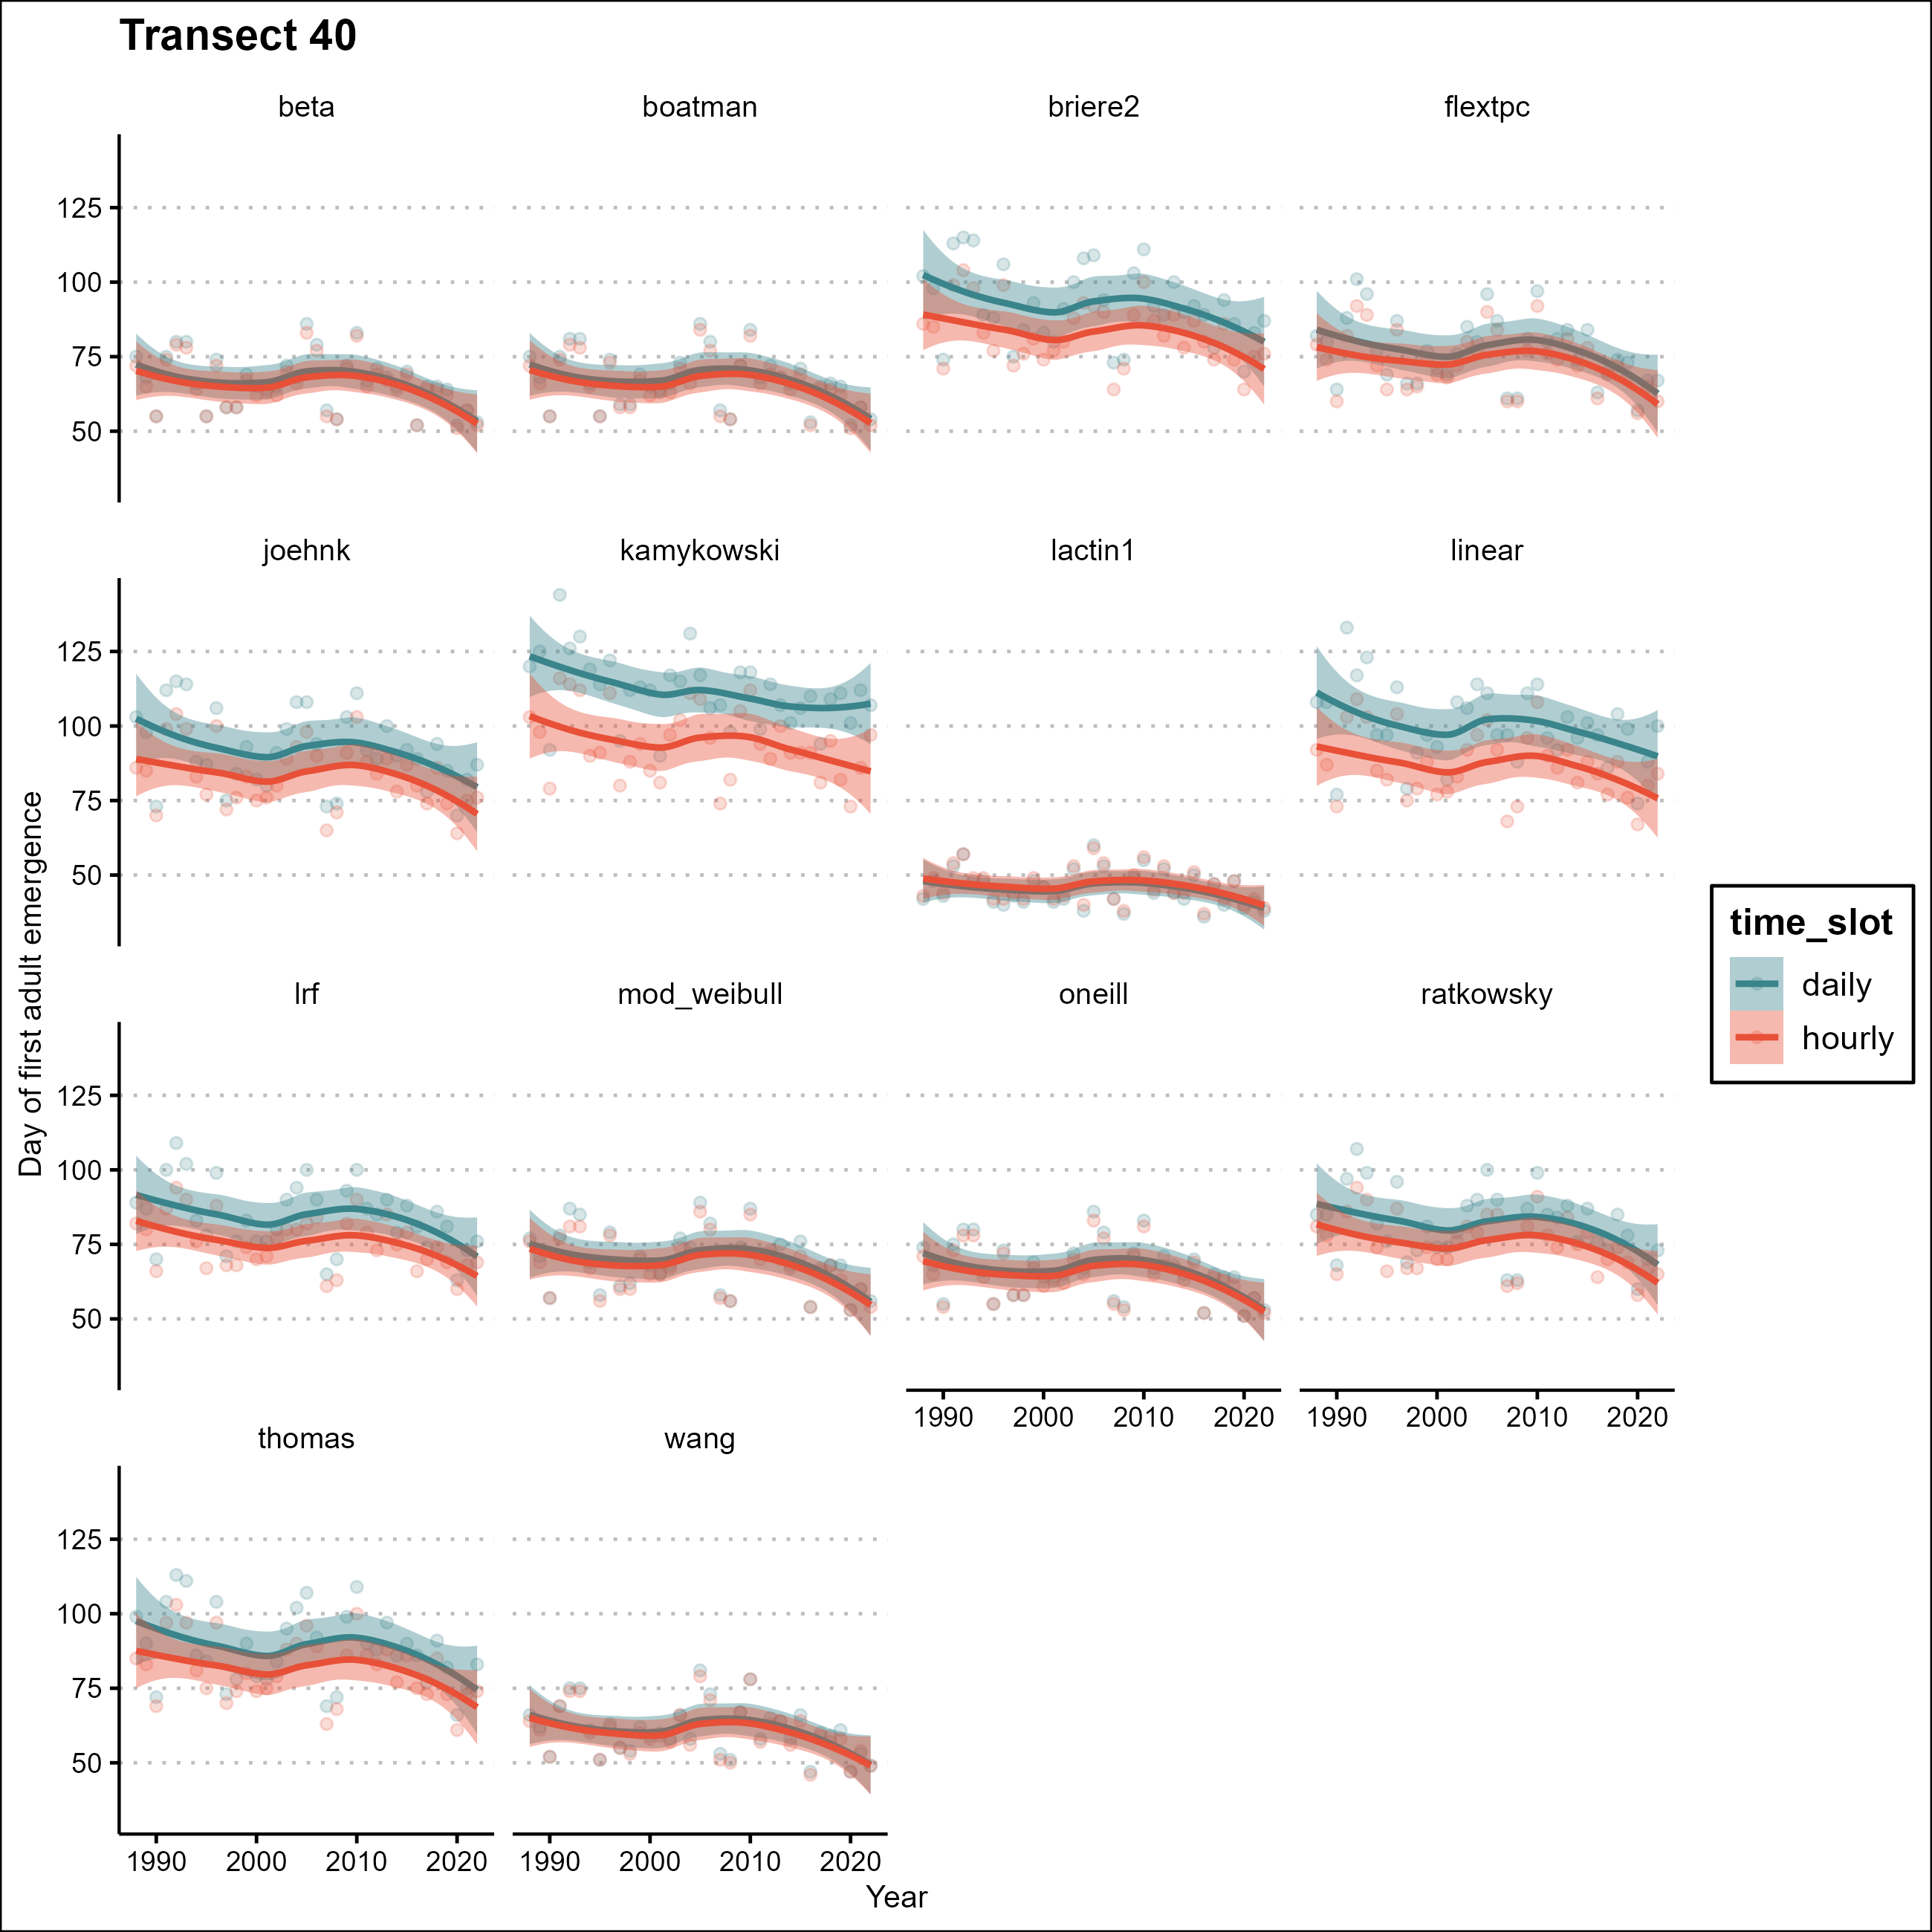 Transect 40
beta boatman briere2 flextpc
125
100
75
50
joehnk kamykowski lactin1 linear
125
100
75
50
lrf mod_weibull oneill ratkowsky
125
100
75
50
1990 2000 2010 2020 1990 2000 2010 2020
thomas wang
125
100
75
50
1990 2000 2010 2020 1990 2000 2010 2020
Year
Day of first adult emergence
time_slot
daily
hourly